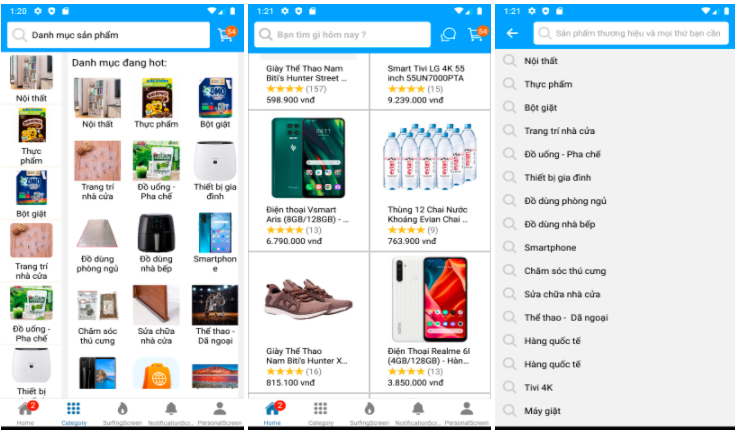 1:20
54
Danh mục sản phẩm
Nội thất
Thực
phẩm
Bột giặt
Trang trí
nhà cửa
Đồ uống -
Pha chế
Thiết bị
Danh mục đang hot:
Nội thất
Thực phẩm
Bột giặt
Trang trí
nhà cửa
Đồ uống -
Pha chế
Thiết bị gia
đình
Đồ dùng
phòng ngủ
Đồ dùng
nhà bếp
Smartphon
e
Chăm sóc
thú cưng
Sửa chữa
nhà cửa
Thể thao -
Dã ngoại
2
Home
Category
SurfingScreen
NotificationScr...
PersonalScreen
1:21
Bạn tìm gì hôm nay ?
54
Giày Thể Thao Nam
Biti's Hunter Street ...
(157)
598.900 vnđ
Smart Tivi LG 4K 55
inch 55UN7000PTA
(15)
9.239.000 vnđ
Điện thoại Vsmart
Aris (8GB/128GB) - ...
(13)
6.790.000 vnđ
evian
Thùng 12 Chai Nước
Khoáng Evian Chai ...
(9)
763.900 vnđ
Giày Thể Thao
Nam Biti's Hunter X...
(16)
815.100 vnđ
Điện Thoại Realme 6I
(4GB/128GB) - Hàn...
(13)
3.850.000 vnđ
2
Home
Category
SurfingScreen
NotificationScr...
PersonalScreen
1:21
Sản phẩm thương hiệu và mọi thứ bạn cần
Nội thất
Thực phẩm
Bột giặt
Trang trí nhà cửa
Đồ uống - Pha chế
Thiết bị gia đình
Đồ dùng phòng ngủ
Đồ dùng nhà bếp
Smartphone
Chăm sóc thú cưng
Sửa chữa nhà cửa
Thể thao - Dã ngoại
Hàng quốc tế
Hàng quốc tế
Tivi 4K
Máy giặt